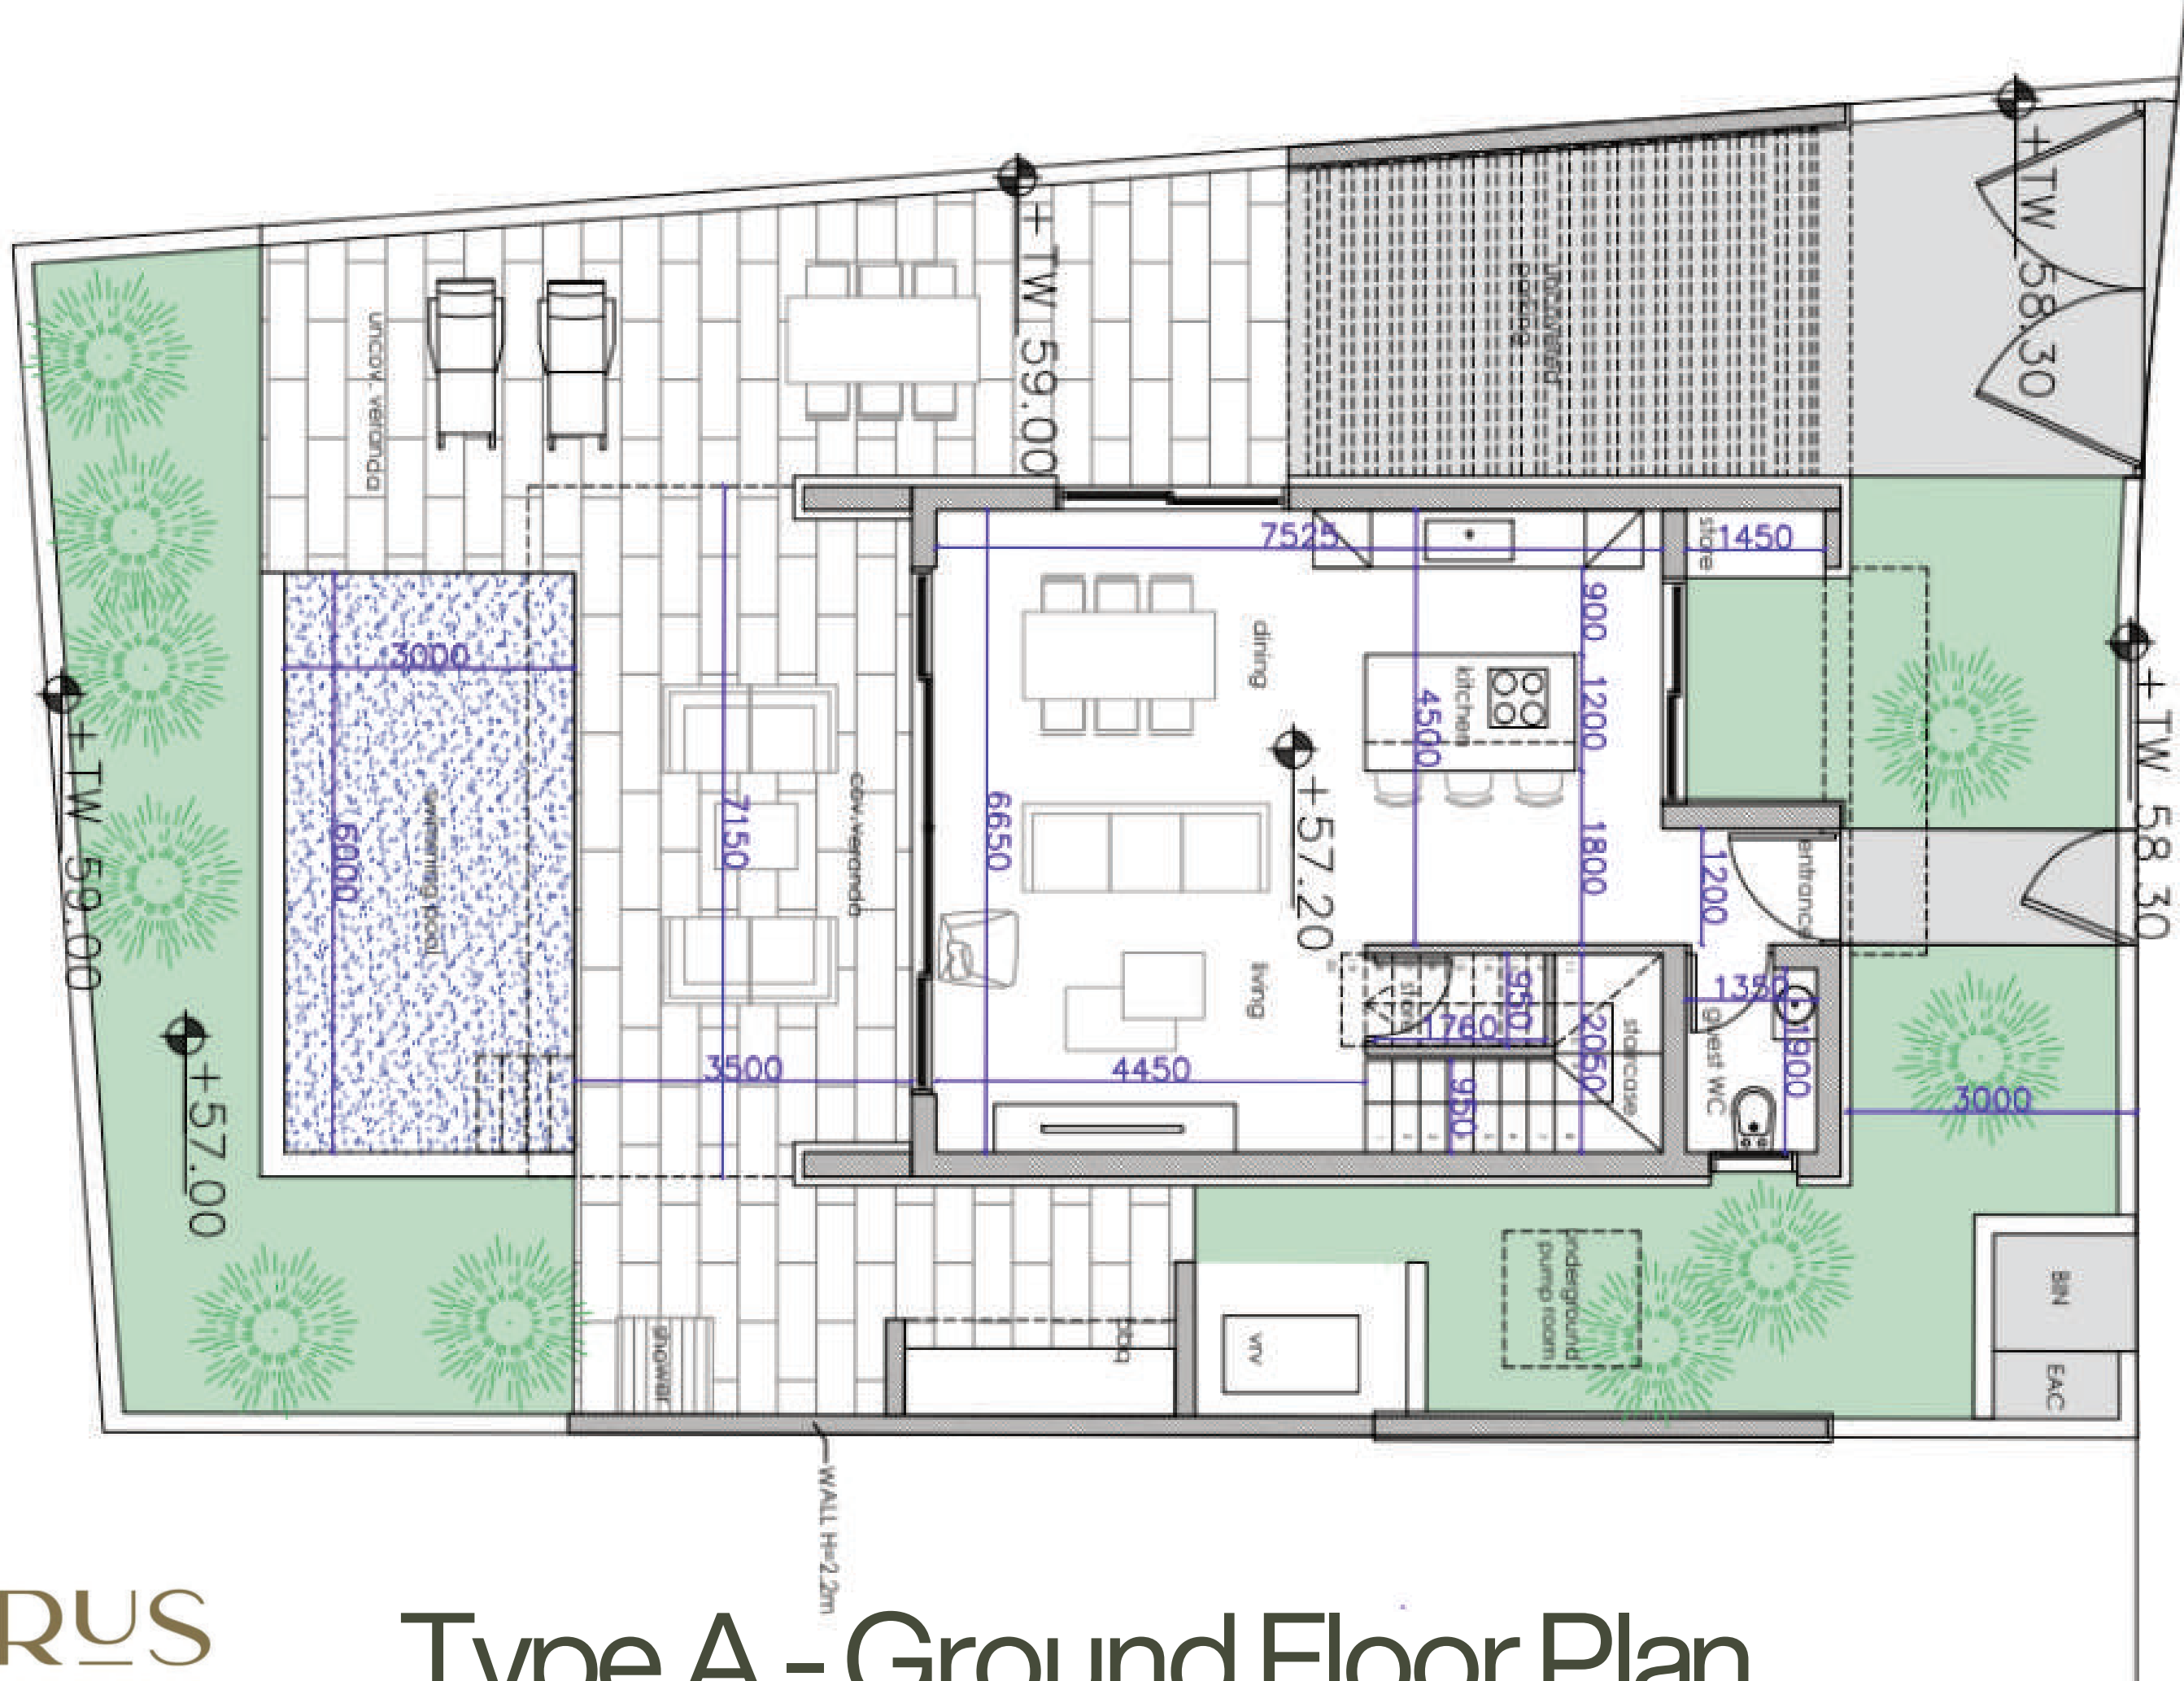 + TW 58.30
+ TW 59.00
uncovered
parking
uncov. veranda
7525
store
1450
900
dining
kitchen
1200
4500
3000
+ TW 58.30
+ TW 59.00
swimming pool
6000
7150
cov.veranda
6650
+57.20
1800
1200
entrance
living
store
950
1760
1350
guest WC
1900
staircase
2050
3500
4450
950
3000
+57.00
underground
pump room
BIN
EAC
shower
bbq
vrv
WALL H=2.2m
RUS
Type A - Ground Floor Plan